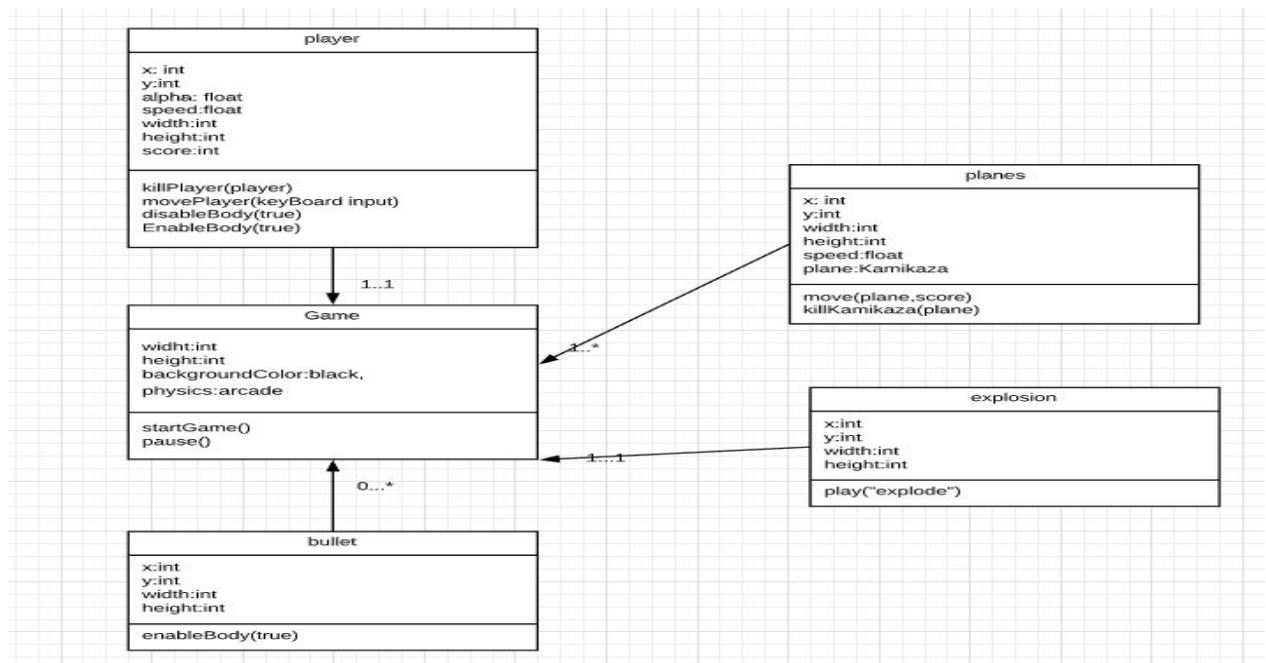 player
x: int
y:int
alpha: float
speed:float
width:int
height:int
score:int
killPlayer(player)
movePlayer(keyBoard input)
disableBody(true)
EnableBody(true)
1..1
Game
widht:int
height:int
backgroundColor:black,
physics:arcade
startGame()
pause()
0...*
bullet
x:int
y:int
width:int
height:int
enableBody(true)
planes
x: int
y:int
width:int
height:int
speed:float
plane:Kamikaza
move(plane,score)
killKamikaza(plane)
1..*
explosion
x:int
y:int
width:int
height:int
play("explode")
1...1